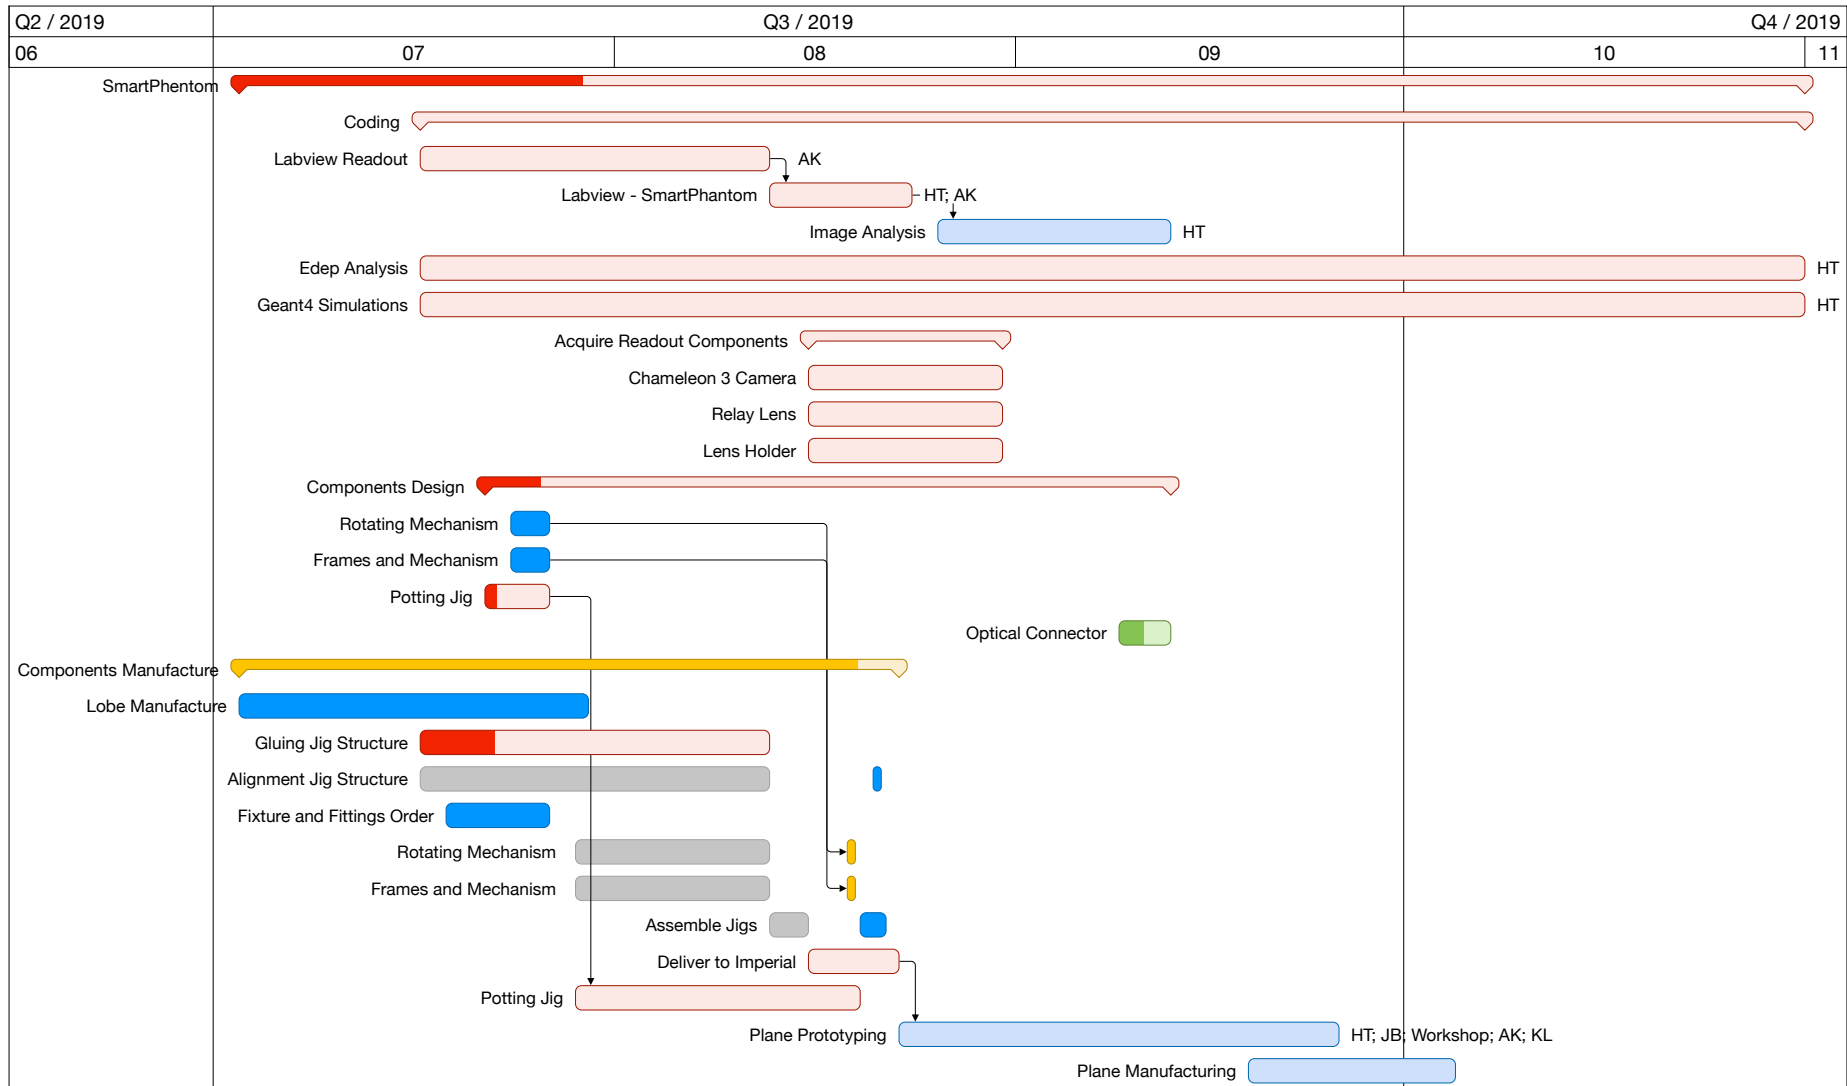 Q2 / 2019 Q3 / 2019 Q4 / 2019
06 07 08 09 10 11
SmartPhentom
Coding
Labview Readout AK
Labview - SmartPhantom HT; AK
Image Analysis HT
Edep Analysis HT
Geant4 Simulations HT
Acquire Readout Components
Chameleon 3 Camera
Relay Lens
Lens Holder
Components Design
Rotating Mechanism
Frames and Mechanism
Potting Jig
Optical Connector
Components Manufacture
Lobe Manufacture
Gluing Jig Structure
Alignment Jig Structure
Fixture and Fittings Order
Rotating Mechanism
Frames and Mechanism
Assemble Jigs
Deliver to Imperial
Potting Jig
Plane Prototyping HT; JB; Workshop; AK; KL
Plane Manufacturing